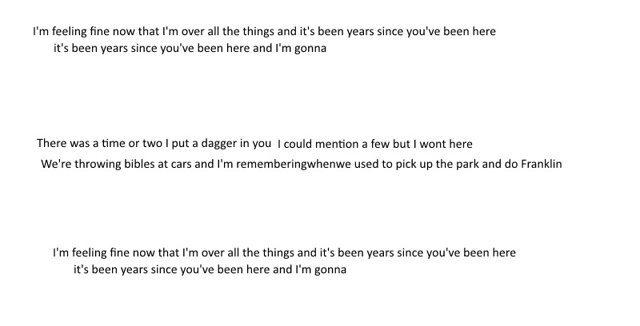 I'm feeling fine now that I'm over all the things and it's been years since you've been here
it's been years since you've been here and I'm gonna
There was a time or two I put a dagger in you  I could mention a few but I wont here
We're throwing bibles at cars and I'm rememberingwhenwe used to pick up the park and do Franklin
I'm feeling fine now that I'm over all the things and it's been years since you've been here
it's been years since you've been here and I'm gonna